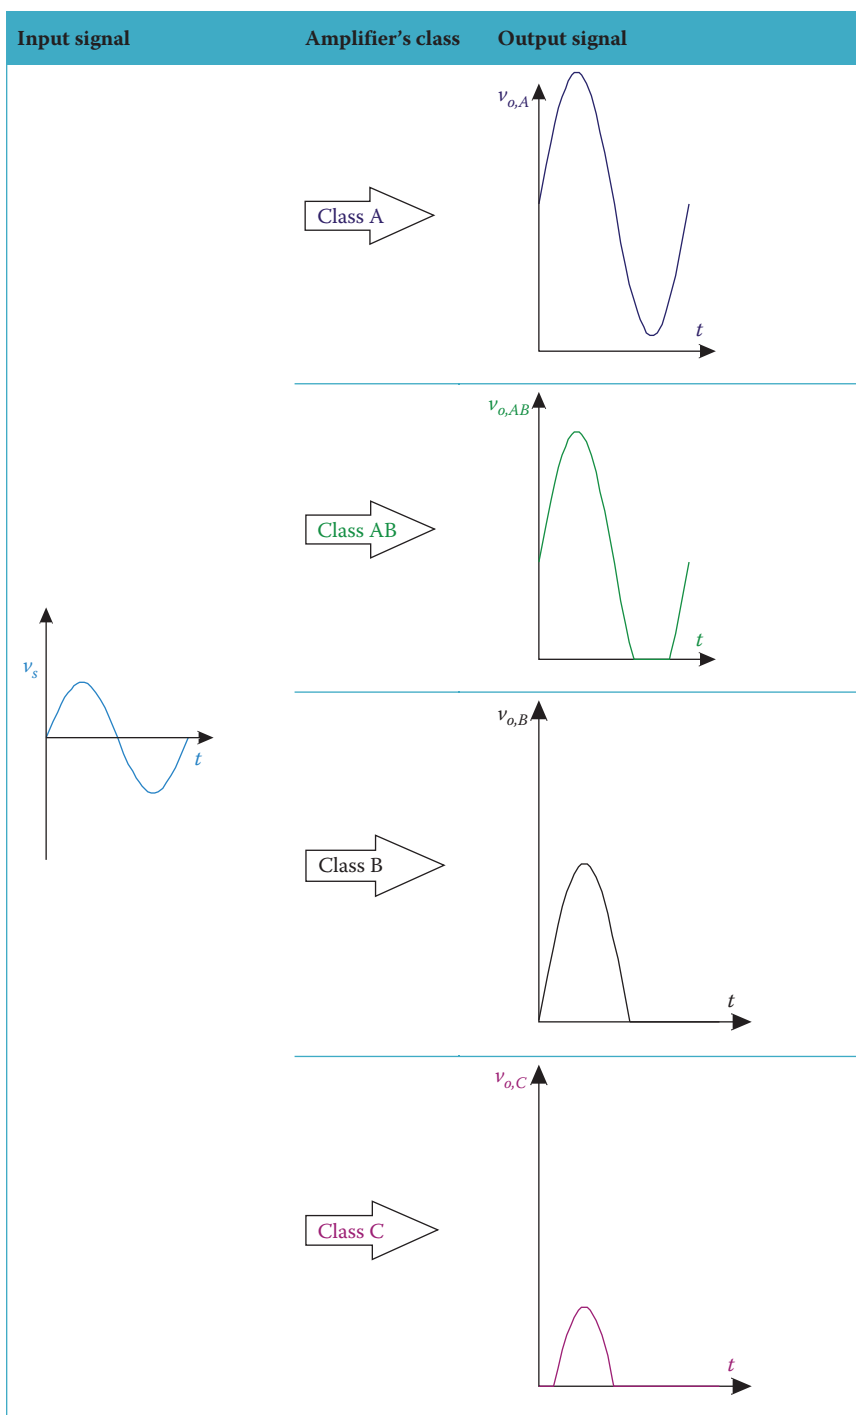 Input signal Amplifier's class Output signal
v_o,A
Class A
t
v_o,AB
Class AB
t
v_s
t
v_o,B
Class B
t
v_o,C
Class C
t